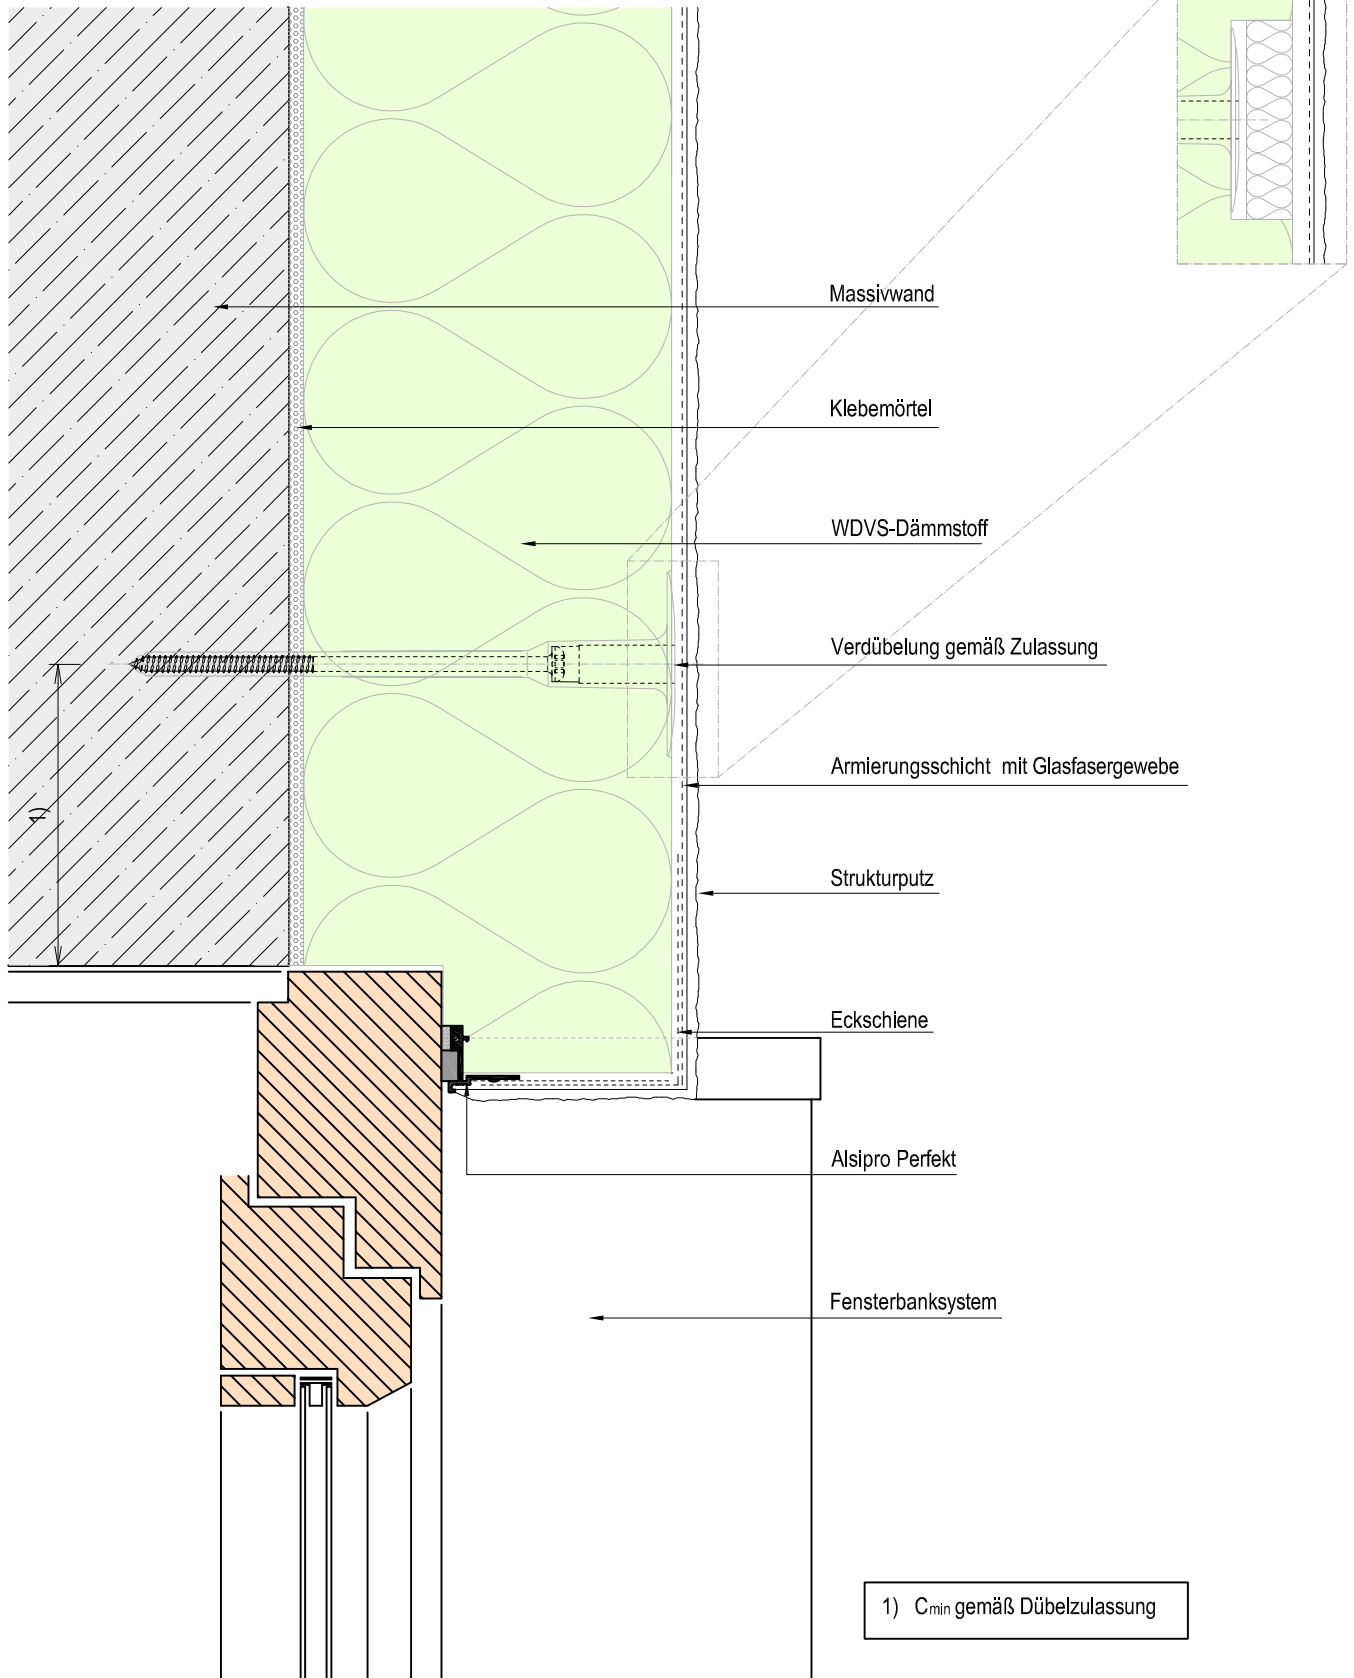 Massivwand
Klebemörtel
WDVS-Dämmstoff
Verdübelung gemäß Zulassung
Armierungsschicht mit Glasfasergewebe
1)
Strukturputz
Eckschiene
Alsipro Perfekt
Fensterbanksystem
1) Cmin gemäß Dübelzulassung